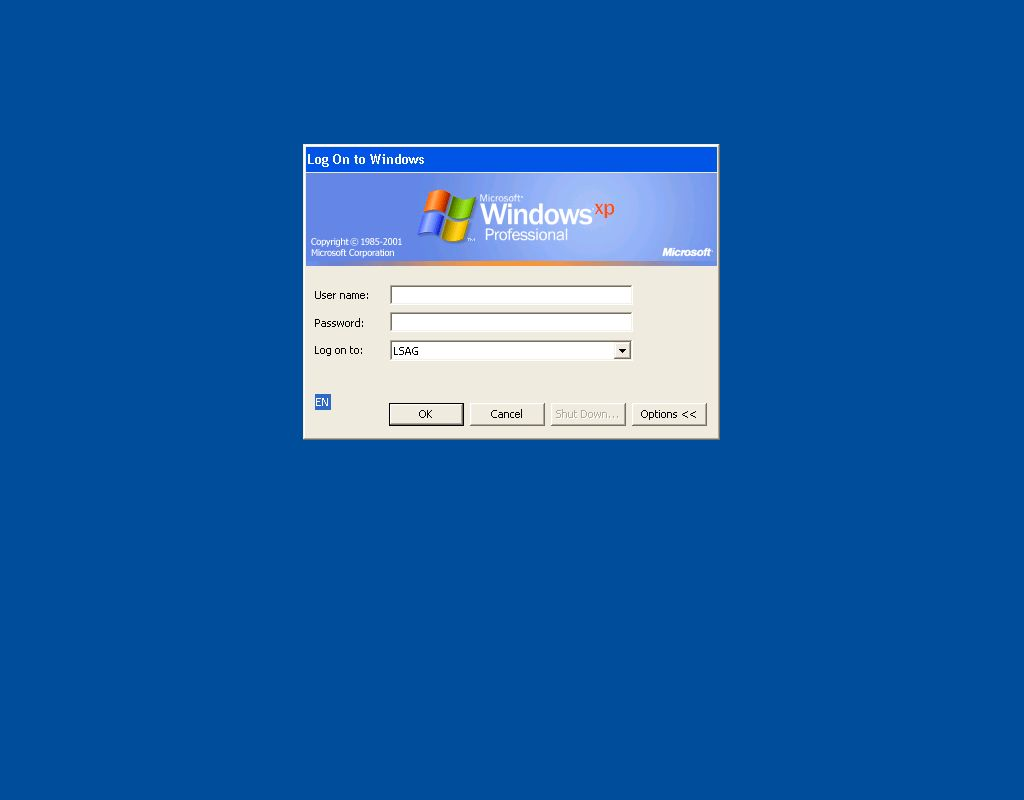 Log On to Windows
Microsoft®
Windows xp
Professional
™
Copyright © 1985-2001
Microsoft Corporation
Microsoft®
User name:
Password:
Log on to: LSAG
EN
OK Cancel Shut Down... Options <<